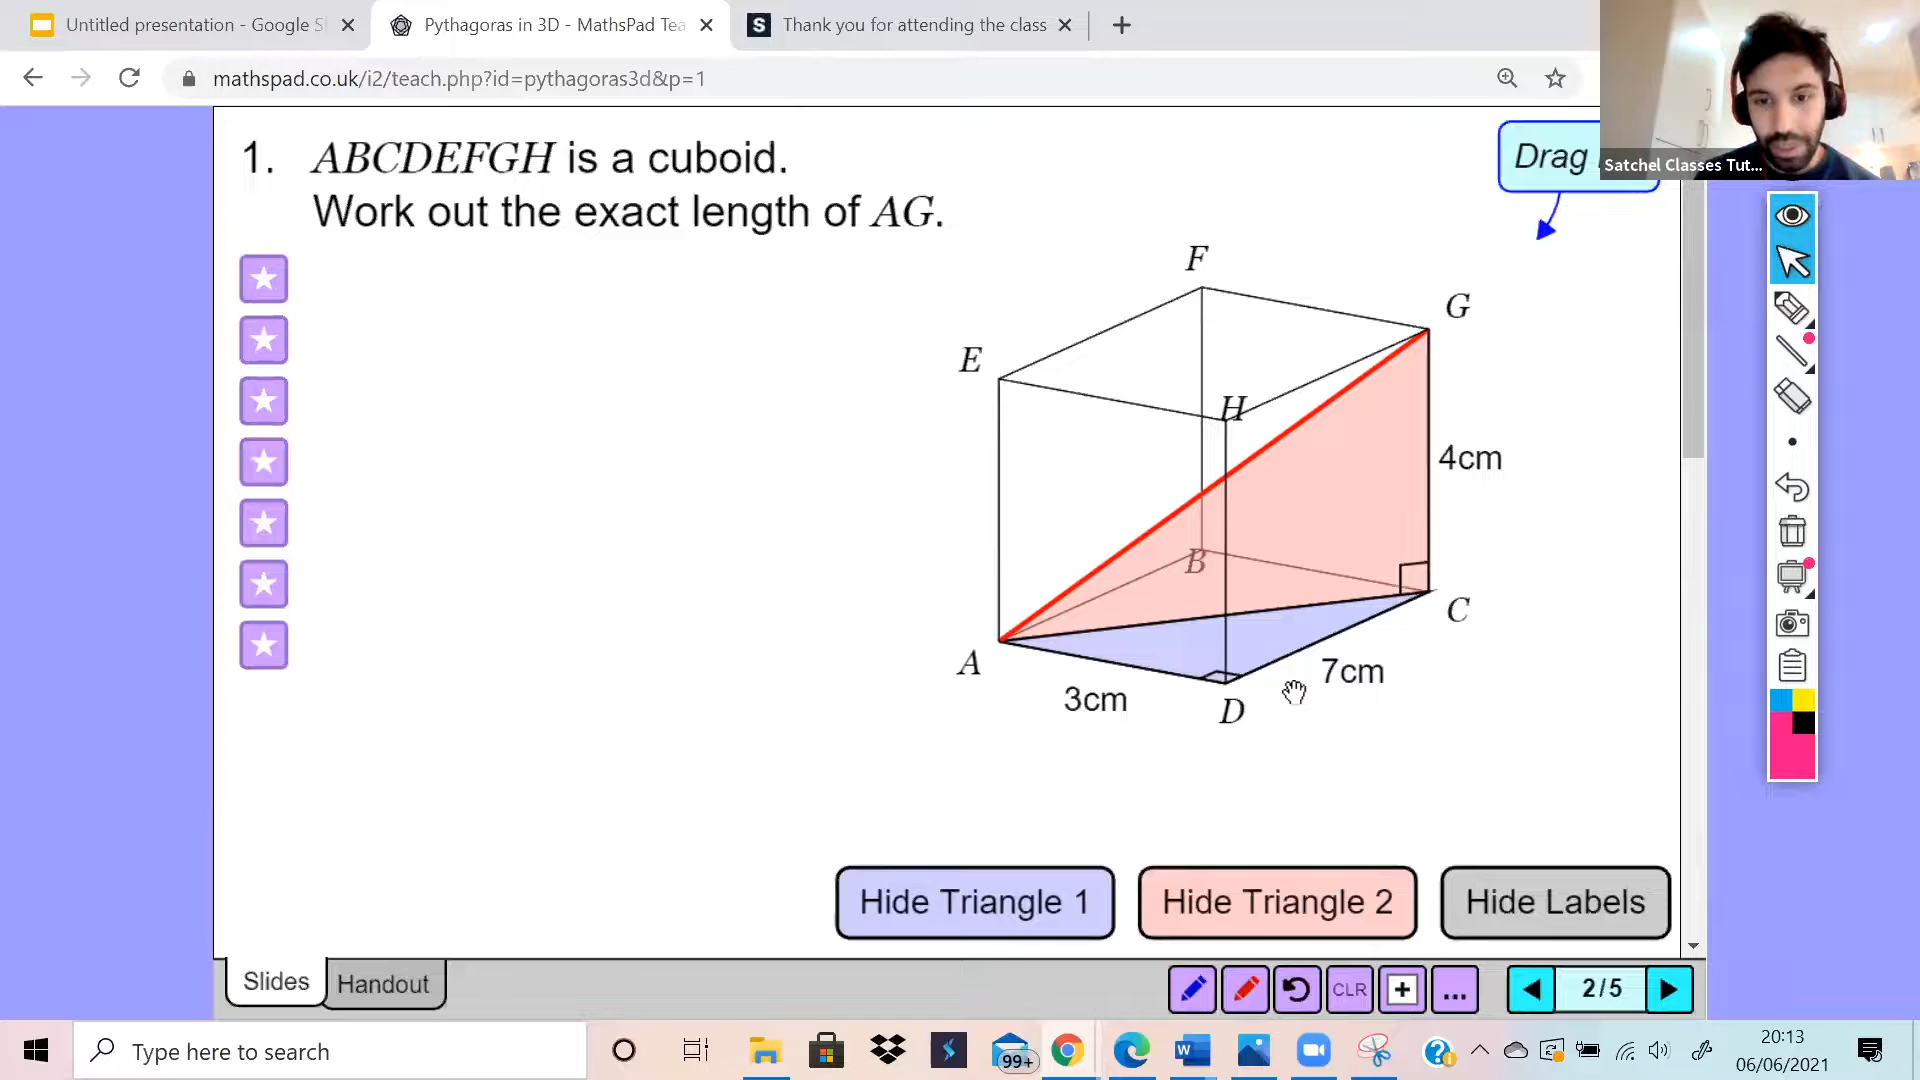 Untitled presentation - Google Sl
Pythagoras in 3D - MathsPad Tea
S Thank you for attending the class
mathspad.co.uk/i2/teach.php?id=pythagoras3d&p=1
1. ABCDEFGH is a cuboid.
Work out the exact length of AG.
Drag
Satchel Classes Tut...
F
G
E
H
4cm
B
C
A
7cm
3cm
D
Hide Triangle 1
Hide Triangle 2
Hide Labels
Slides
Handout
CLR
...
2/5
Type here to search
99+
W
20:13
06/06/2021